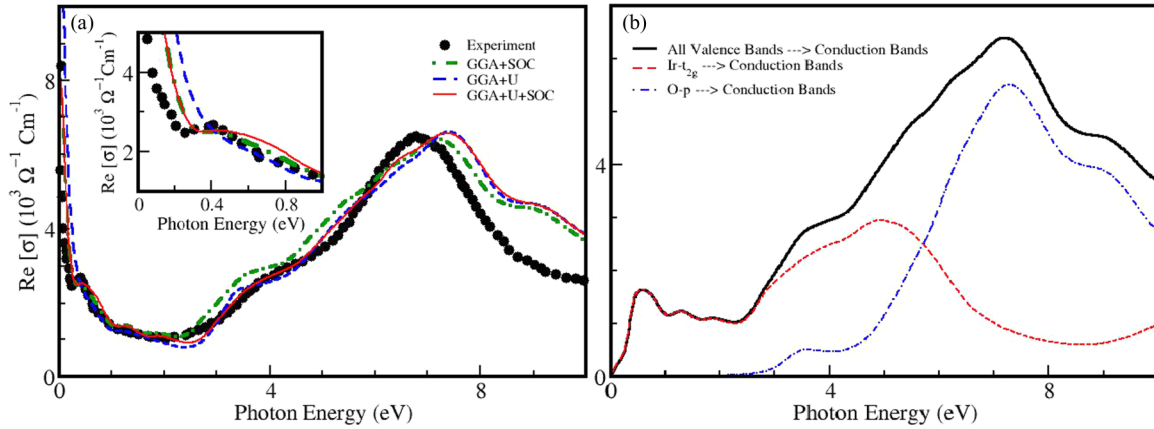 (a)
Experiment
GGA+SOC
GGA+U
GGA+U+SOC
Re [σ] (10³ Ω⁻¹ Cm⁻¹)
8
4
0
0
4
8
Photon Energy (eV)
Re [σ] (10³ Ω⁻¹Cm⁻¹)
4
2
0
0.4
0.8
Photon Energy (eV)
(b)
All Valence Bands ---> Conduction Bands
Ir-t₂g ---> Conduction Bands
O-p ---> Conduction Bands
4
0
0
4
8
Photon Energy (eV)